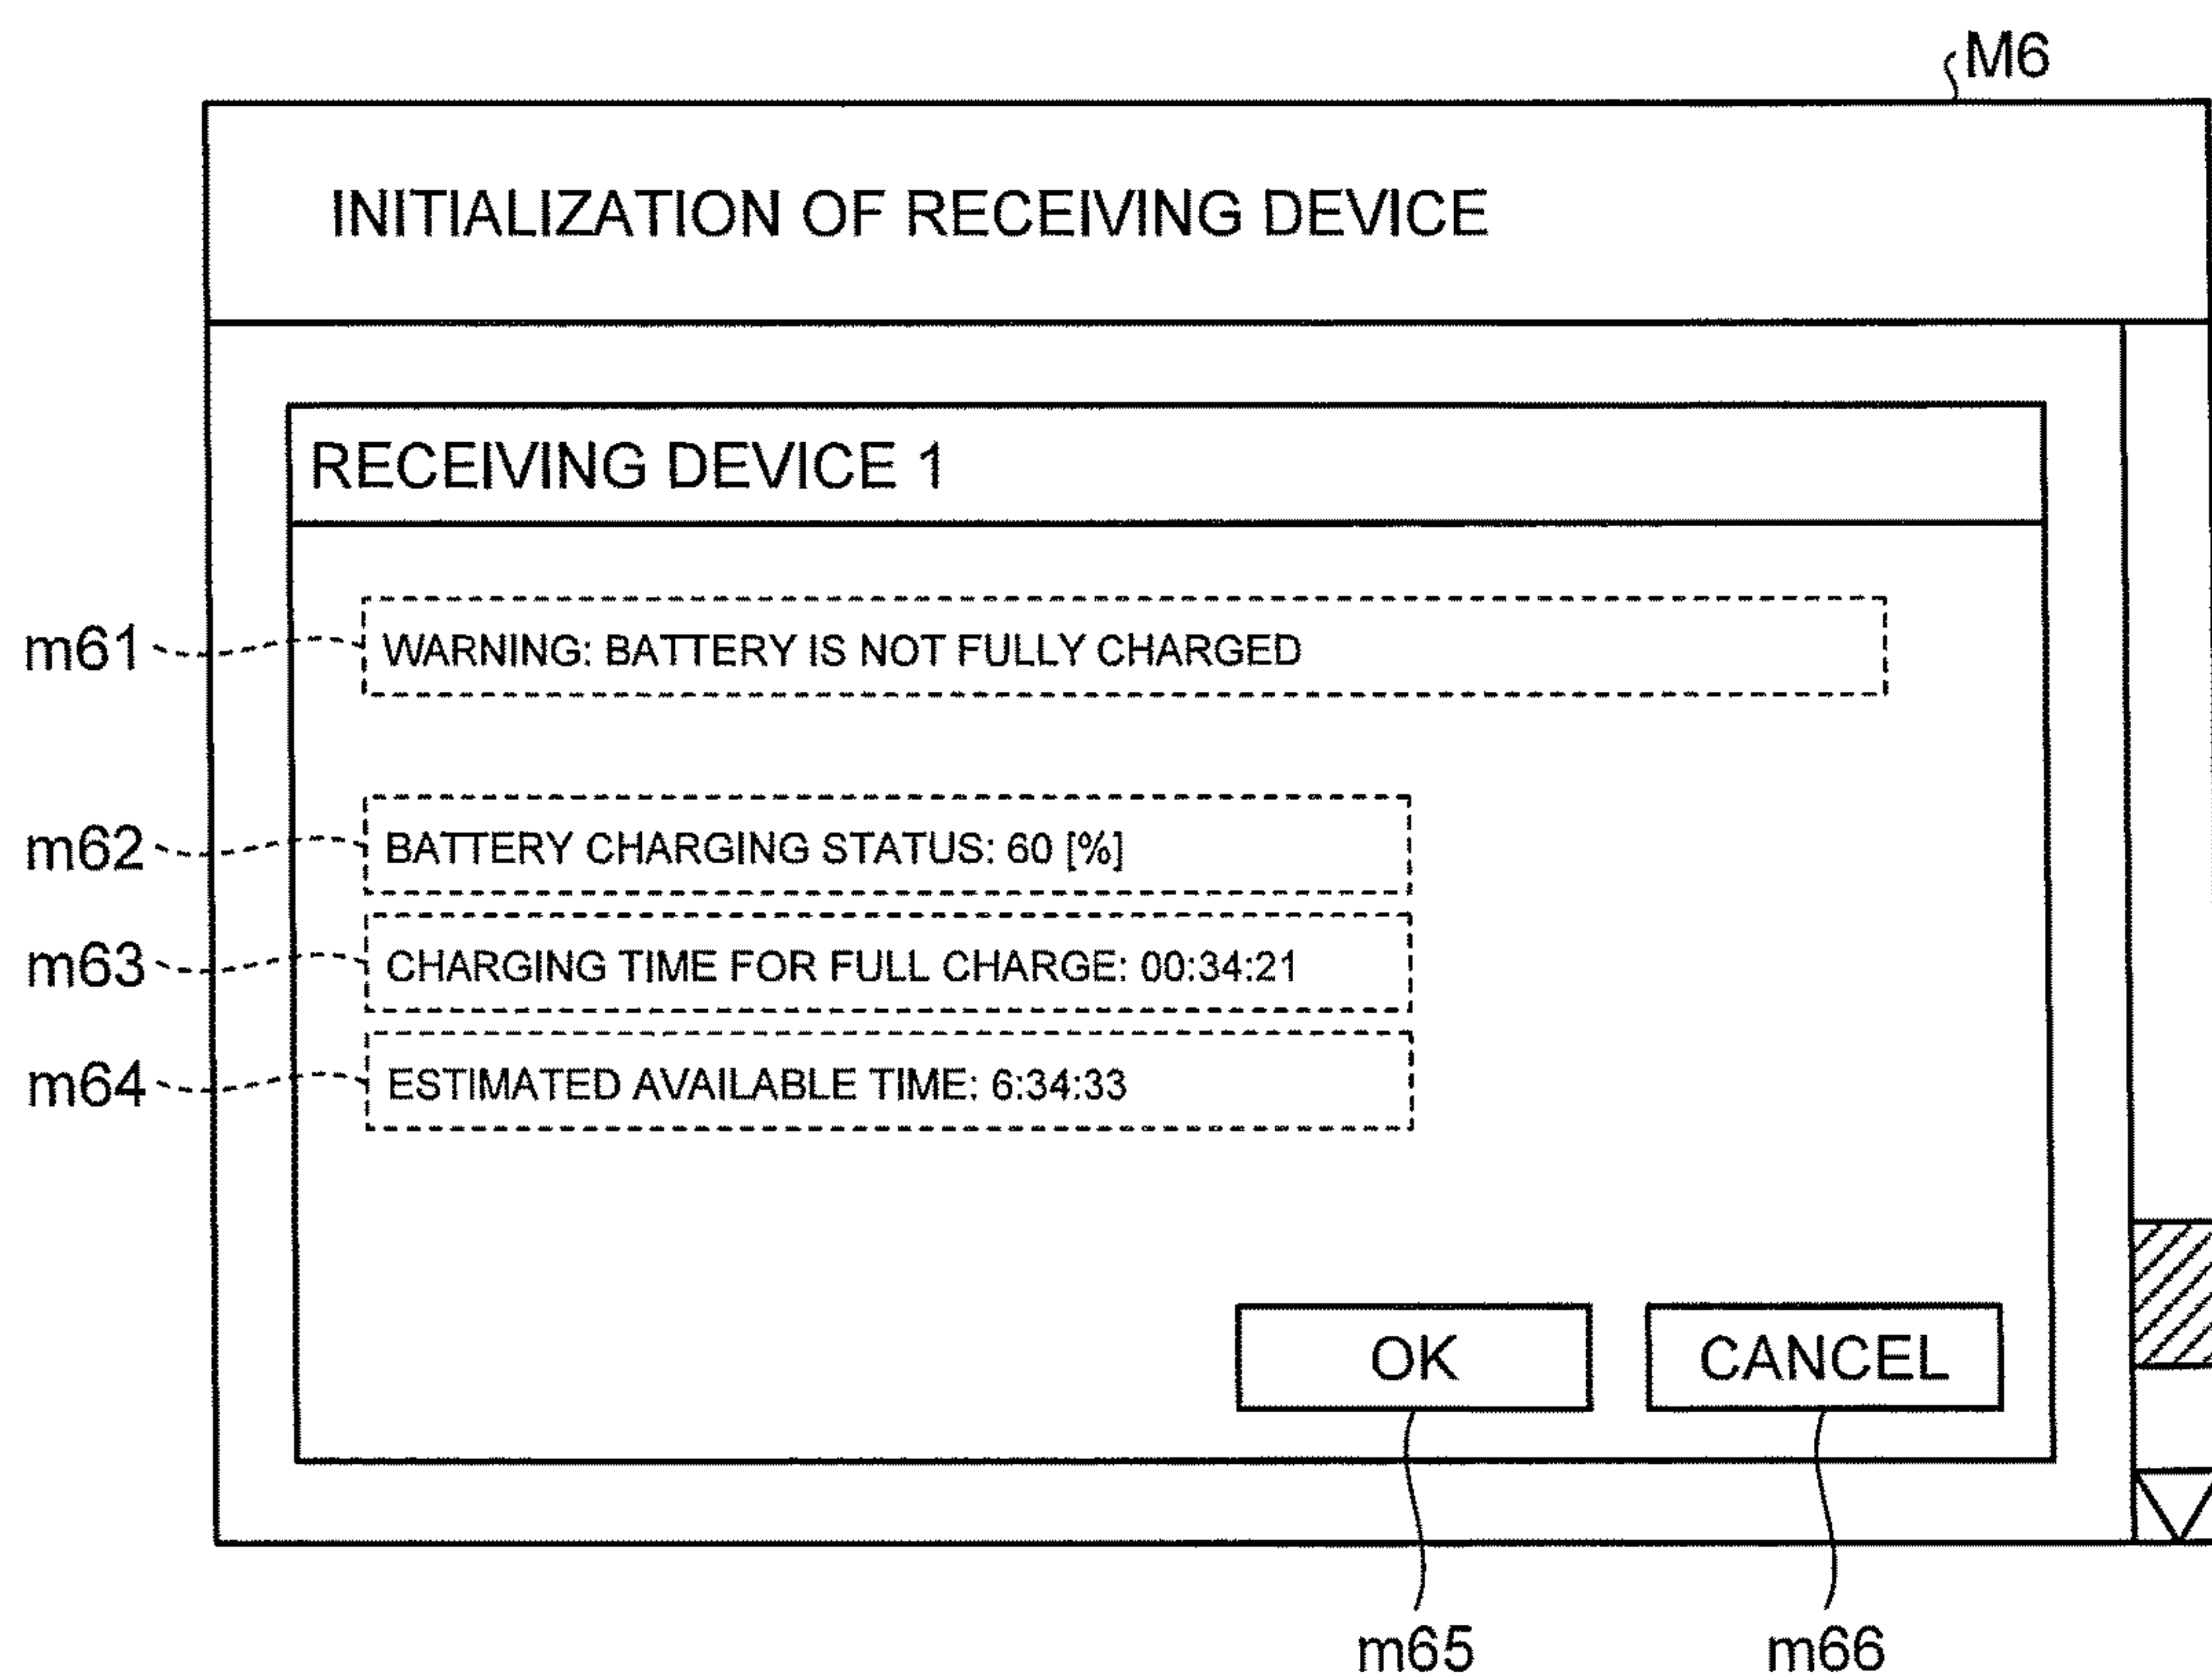 M6
INITIALIZATION OF RECEIVING DEVICE
RECEIVING DEVICE 1
m61 WARNING: BATTERY IS NOT FULLY CHARGED
m62 BATTERY CHARGING STATUS: 60 [%]
m63 CHARGING TIME FOR FULL CHARGE: 00:34:21
m64 ESTIMATED AVAILABLE TIME: 6:34:33
OK CANCEL
m65 m66